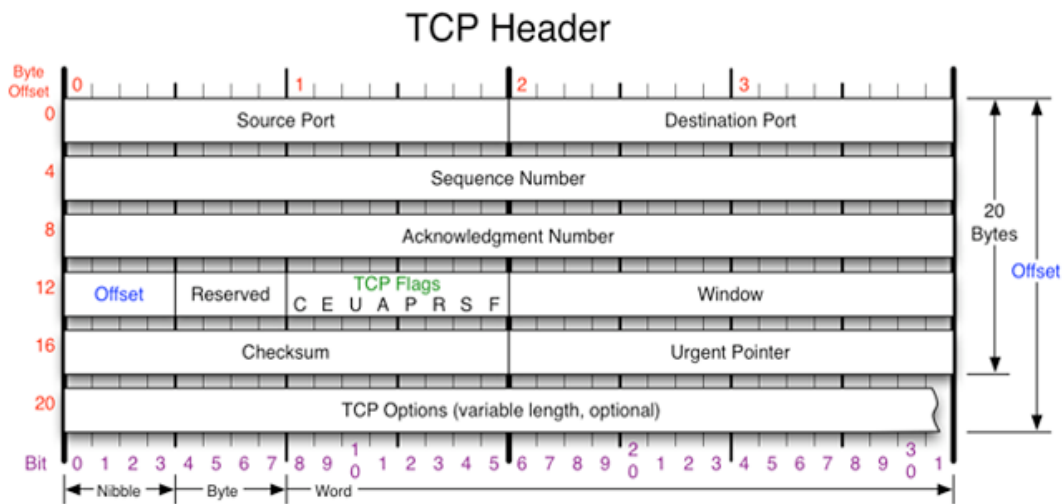 TCP Header
Byte
Offset
0 1 2 3
0 Source Port Destination Port
4 Sequence Number
8 Acknowledgment Number
20
Bytes
Offset
12 Offset Reserved TCP Flags Window
C E U A P R S F
16 Checksum Urgent Pointer
20 TCP Options (variable length, optional)
Bit 0 1 2 3 4 5 6 7 8 9 10 1 2 3 4 5 6 7 8 9 20 1 2 3 4 5 6 7 8 9 30 1
Nibble Byte Word